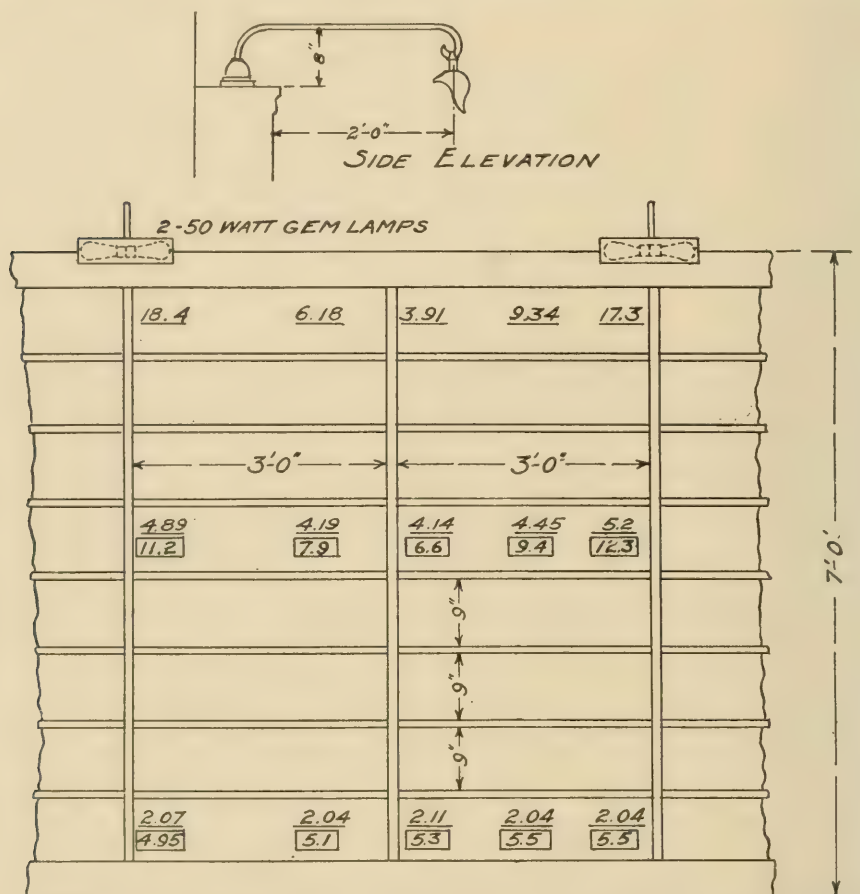 8"
2'-0"
SIDE ELEVATION
2-50 WATT GEM LAMPS
18.4 6.18 3.91 9.34 17.3
3'-0" 3'-0"
4.89 4.19 4.14 4.45 5.2
11.2 7.9 6.6 9.4 12.3
7'-0"
9"
9"
9"
2.07 2.04 2.11 2.04 2.04
4.95 5.1 5.3 5.5 5.5